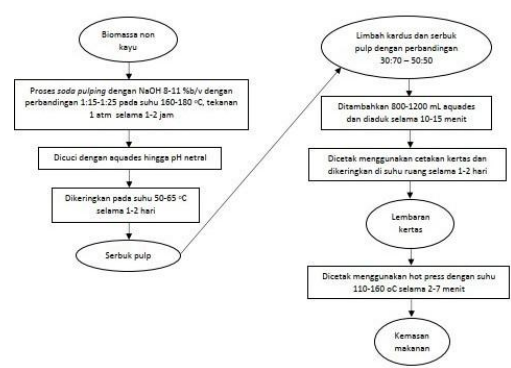 Biomassa non
kayu
Proses soda pulping dengan NaOH 8-11 %b/v dengan
perbandingan 1:15-1:25 pada suhu 160-180 °C, tekanan
1 atm selama 1-2 jam
Dicuci dengan aquades hingga pH netral
Dikeringkan pada suhu 50-65 °C
selama 1-2 hari
Serbuk pulp
Limbah kardus dan serbuk
pulp dengan perbandingan
30:70 – 50:50
Ditambahkan 800-1200 mL aquades
dan diaduk selama 10-15 menit
Dicetak menggunakan cetakan kertas dan
dikeringkan di suhu ruang selama 1-2 hari
Lembaran
kertas
Dicetak menggunakan hot press dengan suhu
110-160 oC selama 2-7 menit
Kemasan
makanan